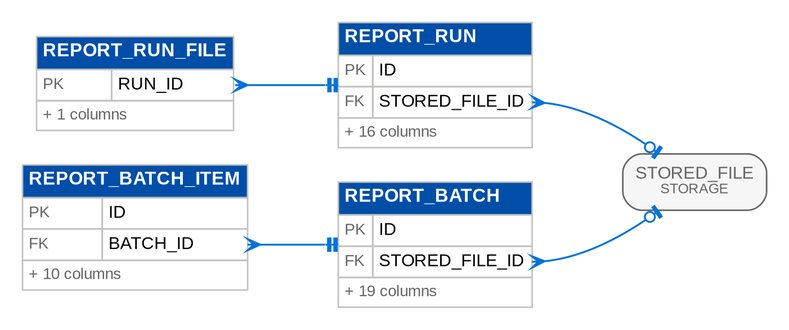 REPORT_RUN_FILE
PK RUN_ID
+ 1 columns
REPORT_RUN
PK ID
FK STORED_FILE_ID
+ 16 columns
REPORT_BATCH_ITEM
PK ID
FK BATCH_ID
+ 10 columns
REPORT_BATCH
PK ID
FK STORED_FILE_ID
+ 19 columns
STORED_FILE
STORAGE